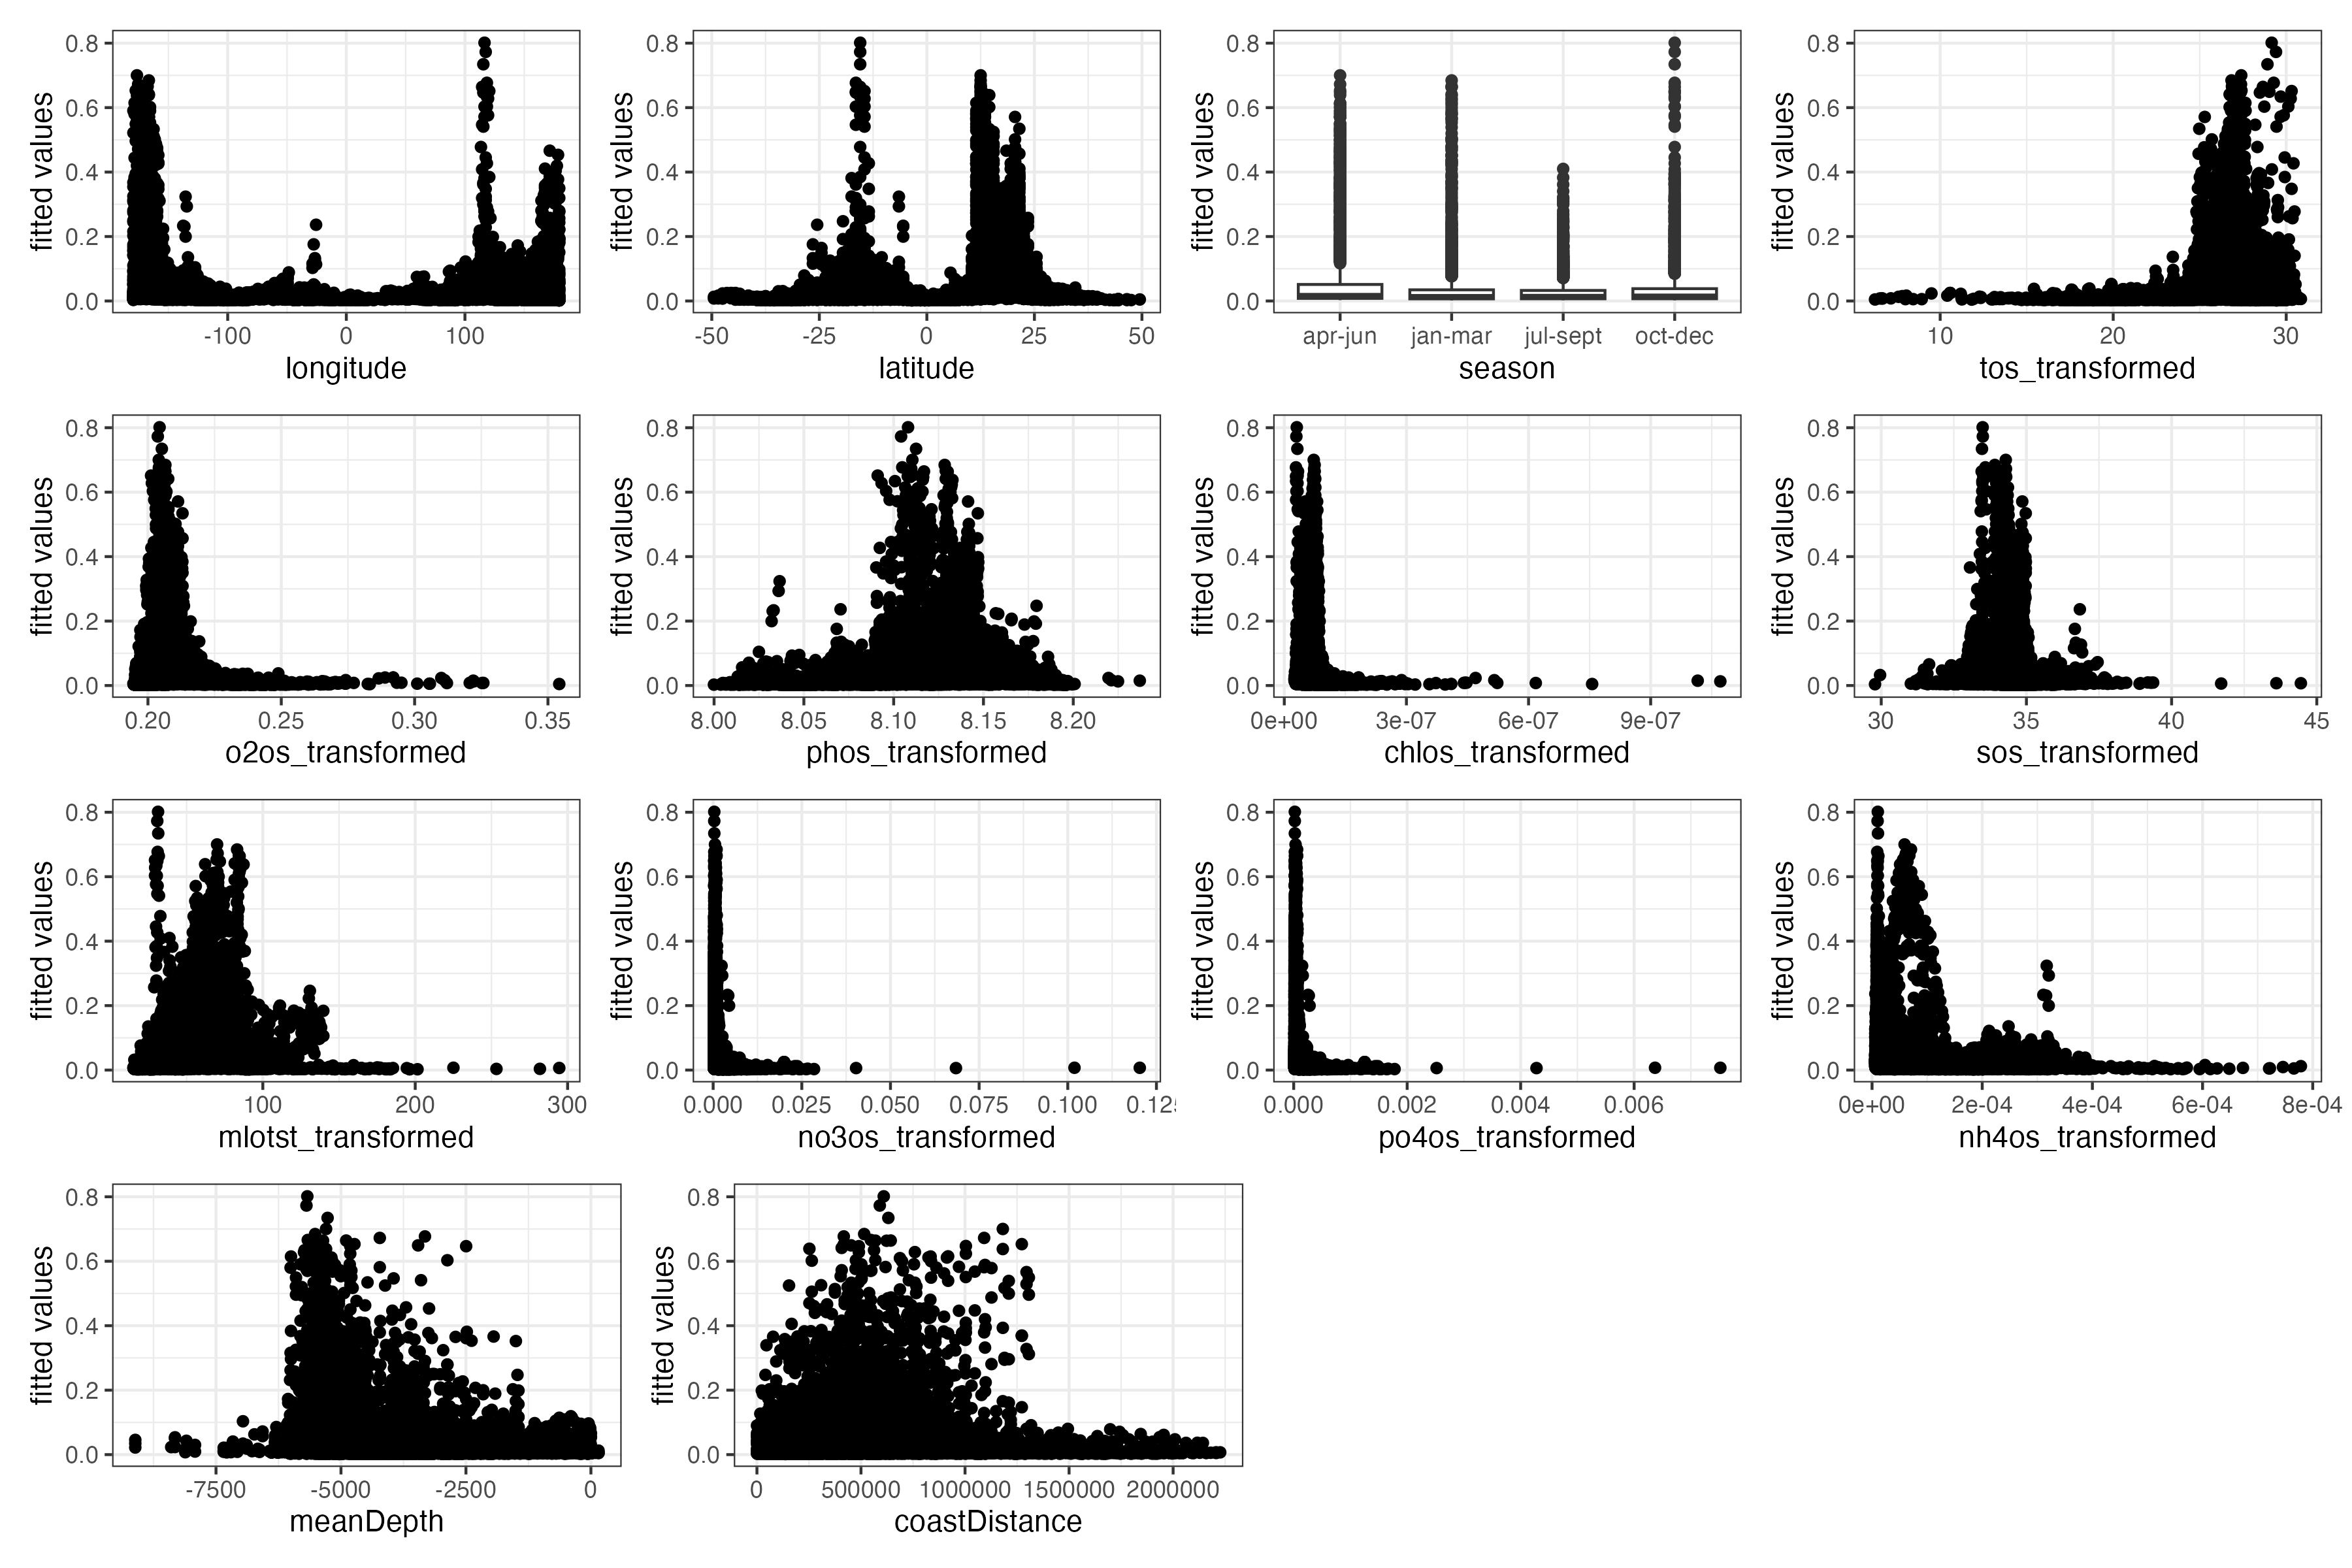 fitted values
0.8
0.6
0.4
0.2
0.0
-100 0 100
longitude
fitted values
0.8
0.6
0.4
0.2
0.0
-50 -25 0 25 50
latitude
fitted values
0.8
0.6
0.4
0.2
0.0
apr-jun jan-mar jul-sept oct-dec
season
fitted values
0.8
0.6
0.4
0.2
0.0
10 20 30
tos_transformed
fitted values
0.8
0.6
0.4
0.2
0.0
0.20 0.25 0.30 0.35
o2os_transformed
fitted values
0.8
0.6
0.4
0.2
0.0
8.00 8.05 8.10 8.15 8.20
phos_transformed
fitted values
0.8
0.6
0.4
0.2
0.0
0e+00 3e-07 6e-07 9e-07
chlos_transformed
fitted values
0.8
0.6
0.4
0.2
0.0
30 35 40 45
sos_transformed
fitted values
0.8
0.6
0.4
0.2
0.0
100 200 300
mlotst_transformed
fitted values
0.8
0.6
0.4
0.2
0.0
0.000 0.025 0.050 0.075 0.100
no3os_transformed
fitted values
0.8
0.6
0.4
0.2
0.0
0.000 0.002 0.004 0.006
po4os_transformed
fitted values
0.8
0.6
0.4
0.2
0.0
0e+00 2e-04 4e-04 6e-04 8e-04
nh4os_transformed
fitted values
0.8
0.6
0.4
0.2
0.0
-7500 -5000 -2500 0
meanDepth
fitted values
0.8
0.6
0.4
0.2
0.0
0 500000 1000000 1500000 2000000
coastDistance